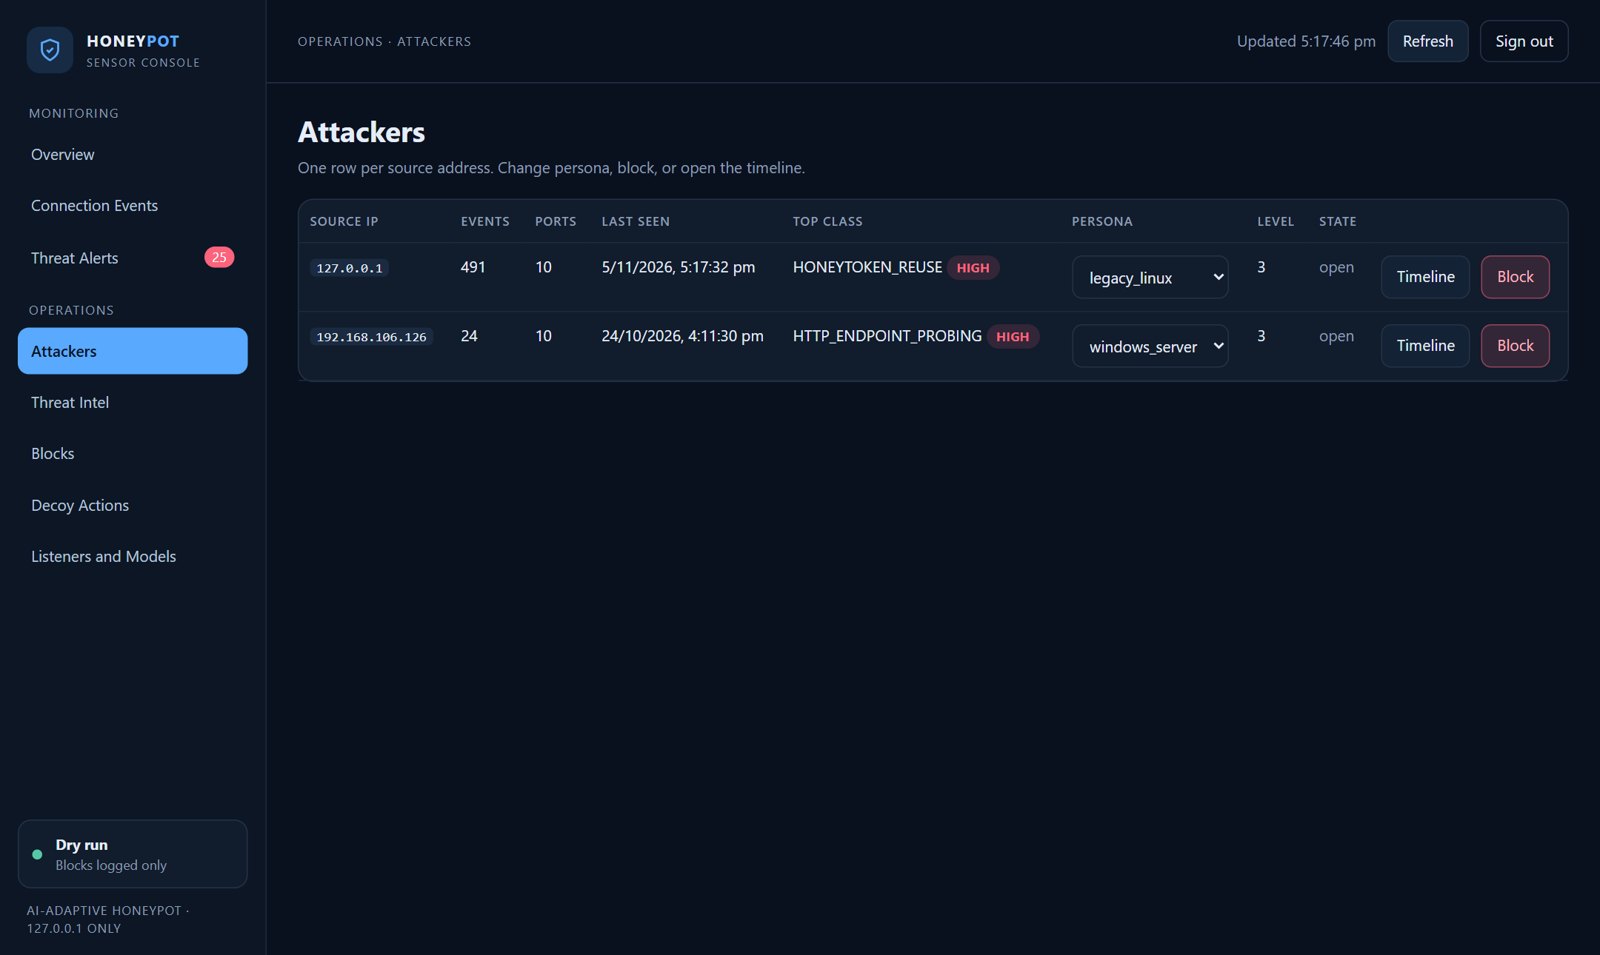 HONEYPOT
SENSOR CONSOLE
MONITORING
Overview
Connection Events
Threat Alerts 25
OPERATIONS
Attackers
Threat Intel
Blocks
Decoy Actions
Listeners and Models
Dry run
Blocks logged only
AI-ADAPTIVE HONEYPOT ·
127.0.0.1 ONLY
OPERATIONS · ATTACKERS
Updated 5:17:46 pm Refresh Sign out
Attackers
One row per source address. Change persona, block, or open the timeline.
SOURCE IP EVENTS PORTS LAST SEEN TOP CLASS PERSONA LEVEL STATE
127.0.0.1 491 10 5/11/2026, 5:17:32 pm HONEYTOKEN_REUSE HIGH legacy_linux 3 open Timeline Block
192.168.106.126 24 10 24/10/2026, 4:11:30 pm HTTP_ENDPOINT_PROBING HIGH windows_server 3 open Timeline Block